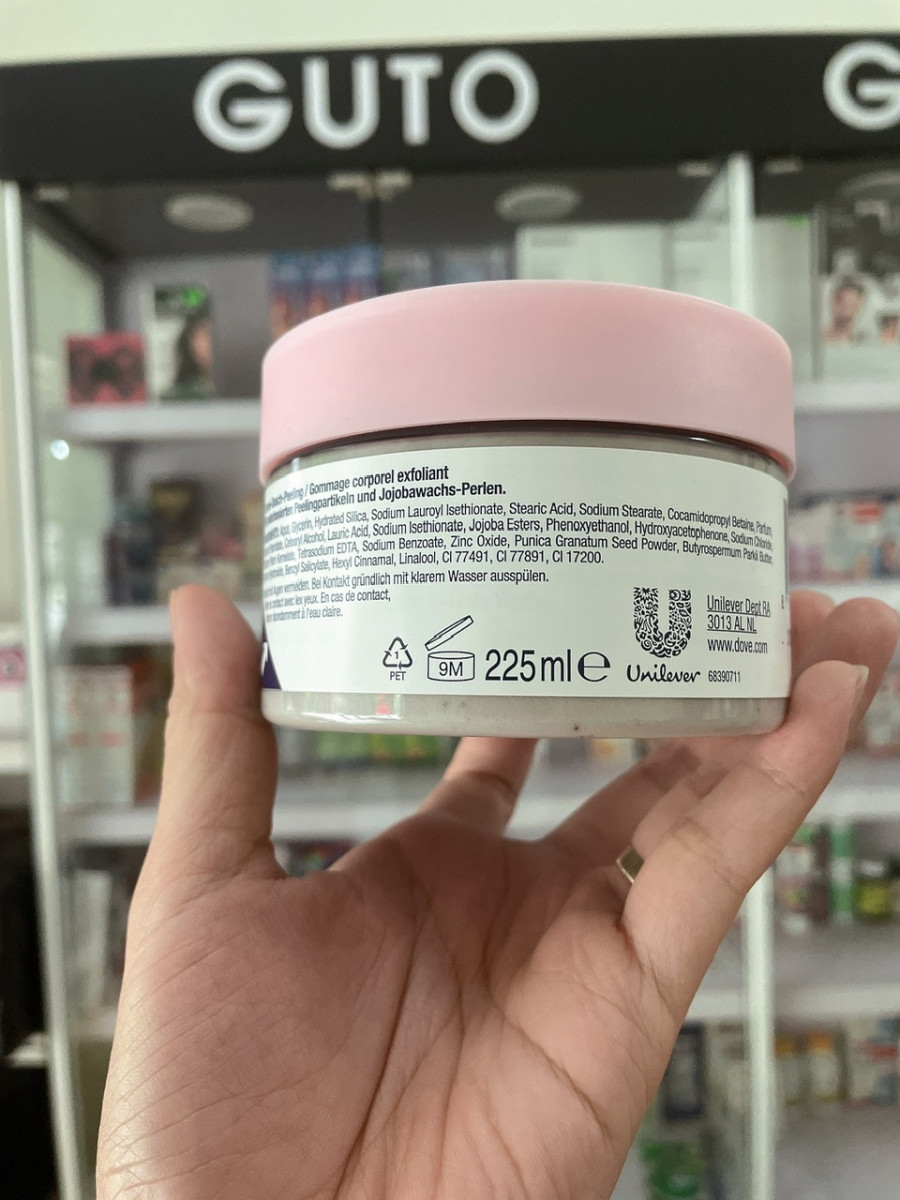 GUTO
G
-Peeling / Gommage corporel exfoliant
Peelingpartikeln und Jojobawachs-Perlen.
Aqua, Glycerin, Hydrated Silica, Sodium Lauroyl Isethionate, Stearic Acid, Sodium Stearate, Cocamidopropyl Betaine, Parfum,
Cetearyl Alcohol, Lauric Acid, Sodium Isethionate, Jojoba Esters, Phenoxyethanol, Hydroxyacetophenone, Sodium Chloride,
Tetrasodium EDTA, Sodium Benzoate, Zinc Oxide, Punica Granatum Seed Powder, Butyrospermum Parkii Butter,
Benzyl Salicylate, Hexyl Cinnamal, Linalool, CI 77491, CI 77891, CI 17200.
Augen vermeiden. Bei Kontakt gründlich mit klarem Wasser ausspülen.
contact avec les yeux. En cas de contact,
abondamment à l'eau claire.
1
PET
9M
225ml e
Unilever
68390711
Unilever Dept RA
3013 AL NL
www.dove.com